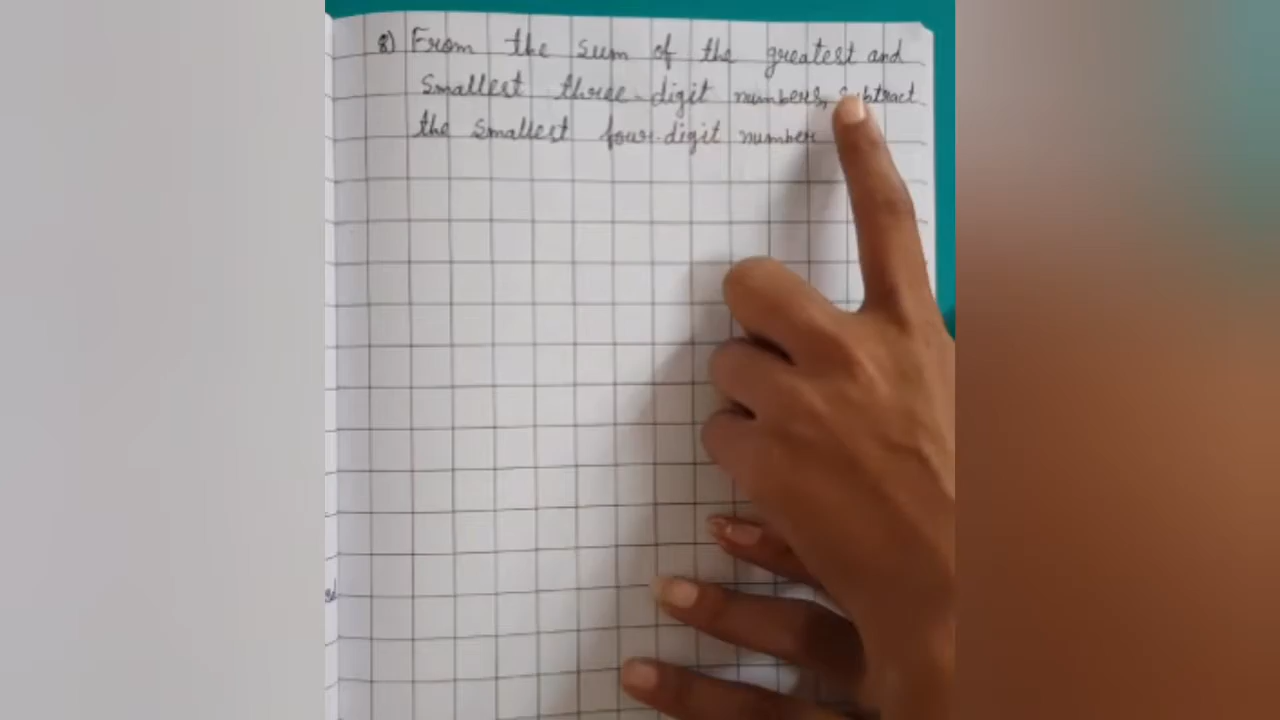 8) From the sum of the greatest and
smallest three-digit numbers, subtract
the smallest four-digit number